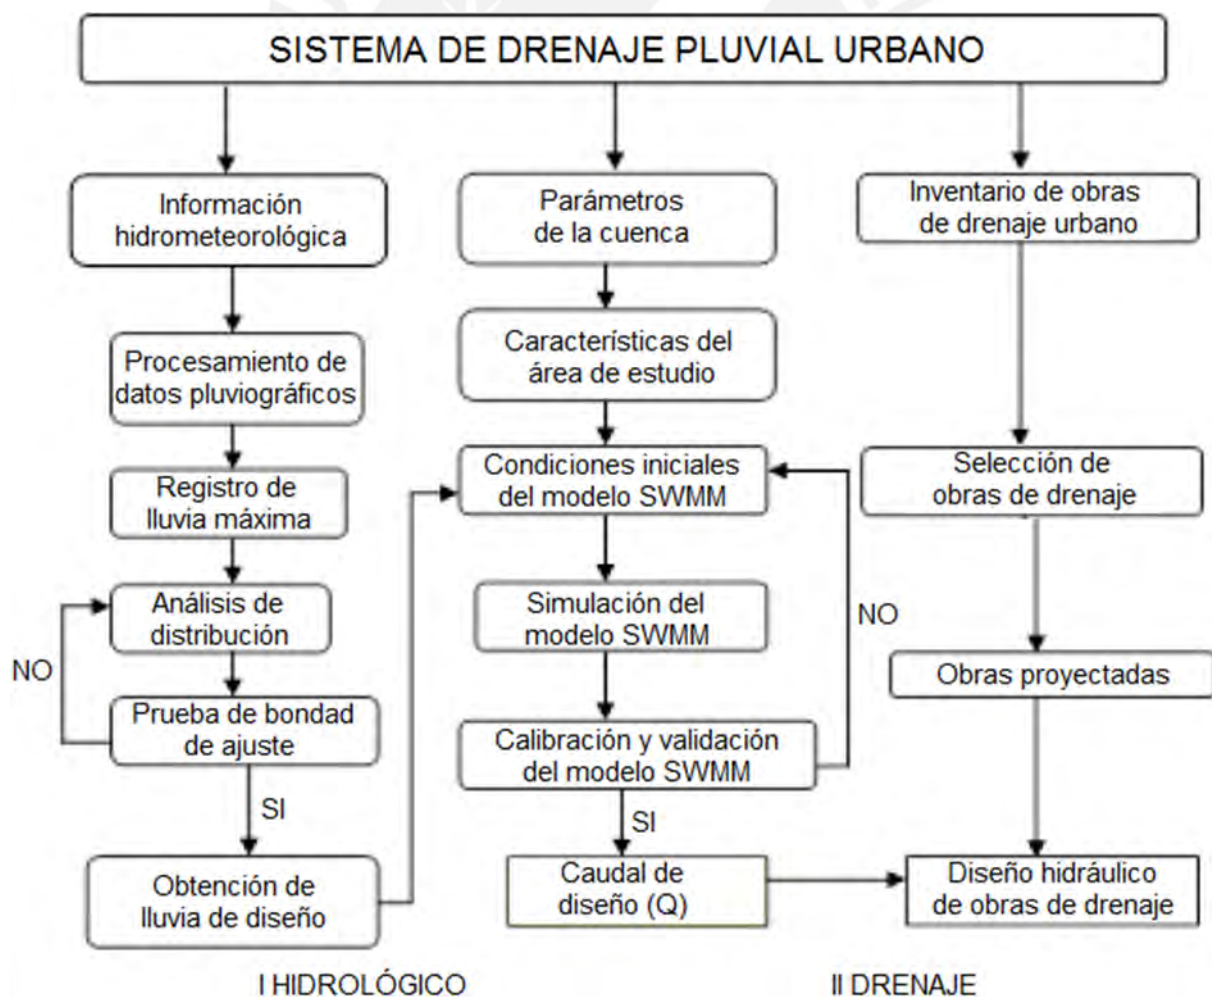 SISTEMA DE DRENAJE PLUVIAL URBANO
Información
hidrometeorológica
Procesamiento de
datos pluviográficos
Registro de
lluvia máxima
Análisis de
distribución
NO
Prueba de bondad
de ajuste
SI
Obtención de
lluvia de diseño
Parámetros
de la cuenca
Características del
área de estudio
Condiciones iniciales
del modelo SWMM
Simulación del
modelo SWMM
NO
Calibración y validación
del modelo SWMM
SI
Caudal de
diseño (Q)
Inventario de obras
de drenaje urbano
Selección de
obras de drenaje
Obras proyectadas
Diseño hidráulico
de obras de drenaje
I HIDROLÓGICO
II DRENAJE